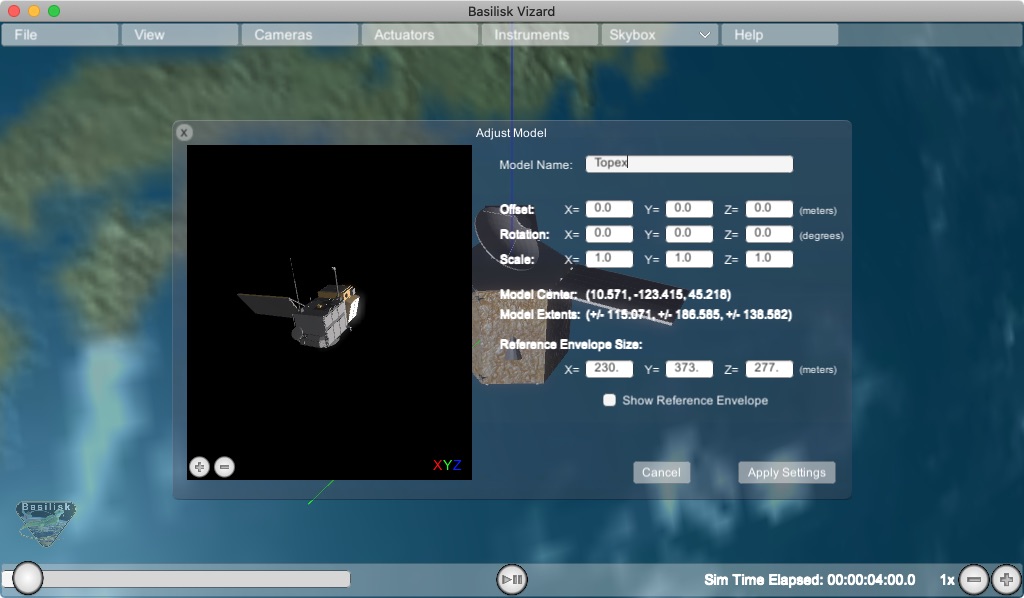 Basilisk Vizard
File View Cameras Actuators Instruments Skybox Help
X Adjust Model
Model Name: Topex
Offset: X= 0.0 Y= 0.0 Z= 0.0 (meters)
Rotation: X= 0.0 Y= 0.0 Z= 0.0 (degrees)
Scale: X= 1.0 Y= 1.0 Z= 1.0
Model Center: (10.571, -123.415, 45.218)
Model Extents: (+/- 115.071, +/- 186.585, +/- 138.582)
Reference Envelope Size:
X= 230. Y= 373. Z= 277. (meters)
Show Reference Envelope
XYZ
Cancel Apply Settings
Basilisk
Sim Time Elapsed: 00:00:04:00.0 1x